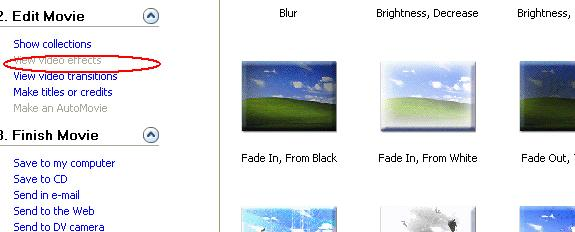 2. Edit Movie
Show collections
View video effects
View video transitions
Make titles or credits
Make an AutoMovie
3. Finish Movie
Save to my computer
Save to CD
Send in e-mail
Send to the Web
Send to DV camera
Blur
Brightness, Decrease
Brightness,
Fade In, From Black
Fade In, From White
Fade Out,